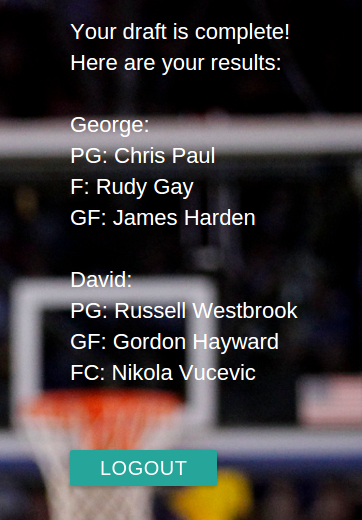 Your draft is complete!
Here are your results:
George:
PG: Chris Paul
F: Rudy Gay
GF: James Harden
David:
PG: Russell Westbrook
GF: Gordon Hayward
FC: Nikola Vucevic
LOGOUT